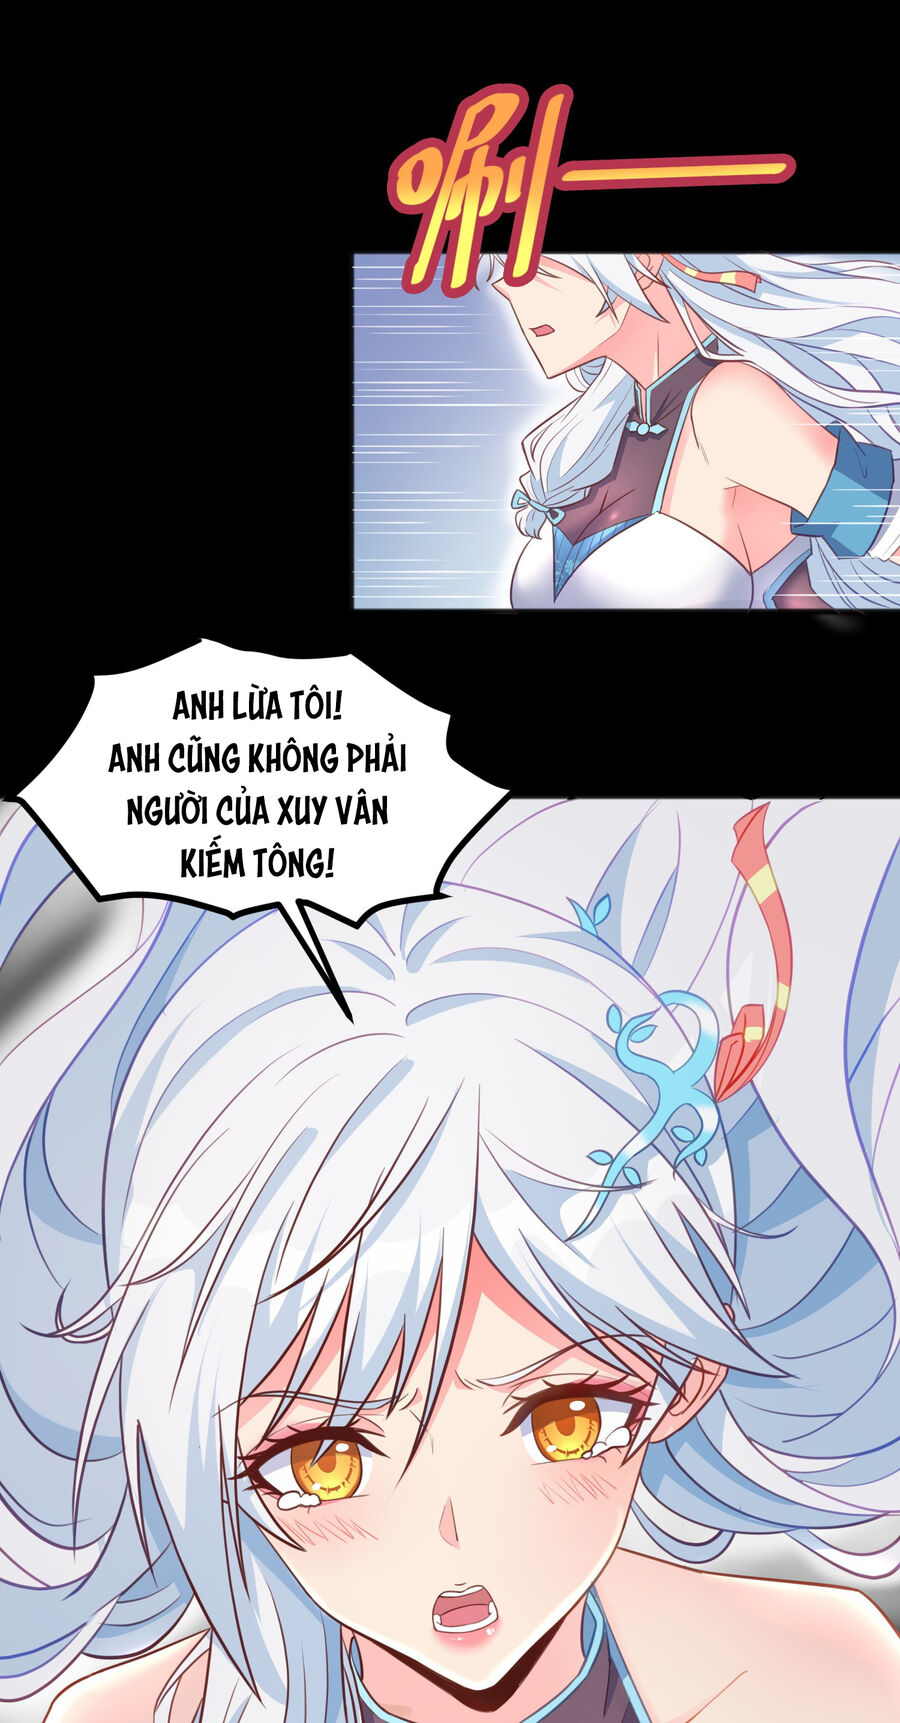 唰——
ANH LỪA TÔI!
ANH CŨNG KHÔNG PHẢI
NGƯỜI CỦA XUY VÂN
KIẾM TÔNG!